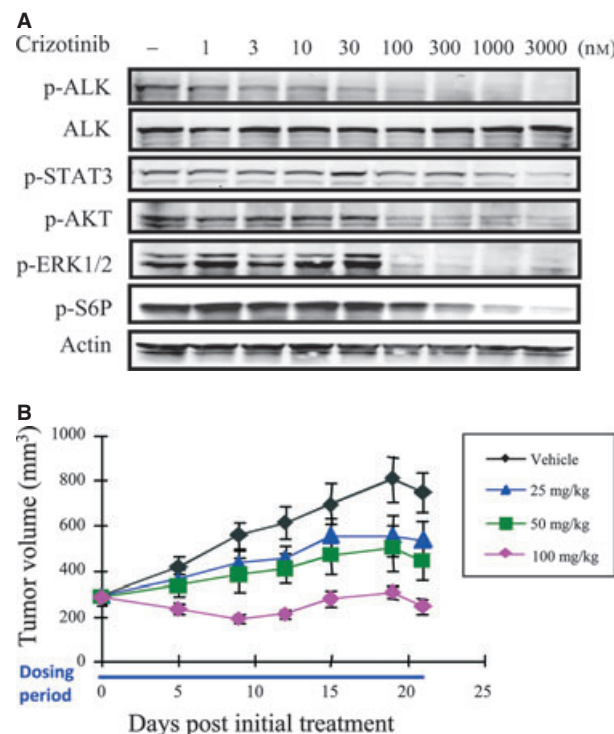 A
Crizotinib – 1 3 10 30 100 300 1000 3000 (nM)
p-ALK
ALK
p-STAT3
p-AKT
p-ERK1/2
p-S6P
Actin
B
Tumor volume (mm³)
1000
800
600
400
200
0
Vehicle
25 mg/kg
50 mg/kg
100 mg/kg
Dosing period
0 5 10 15 20 25
Days post initial treatment